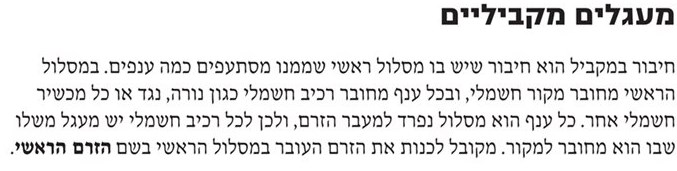 מעגלים מקביליים
חיבור במקביל הוא חיבור שיש בו מסלול ראשי שממנו מסתעפים כמה ענפים. במסלול
הראשי מחובר מקור חשמלי, ובכל ענף מחובר רכיב חשמלי כגון נורה, נגד או כל מכשיר
חשמלי אחר. כל ענף הוא מסלול נפרד למעבר הזרם, ולכן לכל רכיב חשמלי יש מעגל משלו
שבו הוא מחובר למקור. מקובל לכנות את הזרם העובר במסלול הראשי בשם הזרם הראשי.